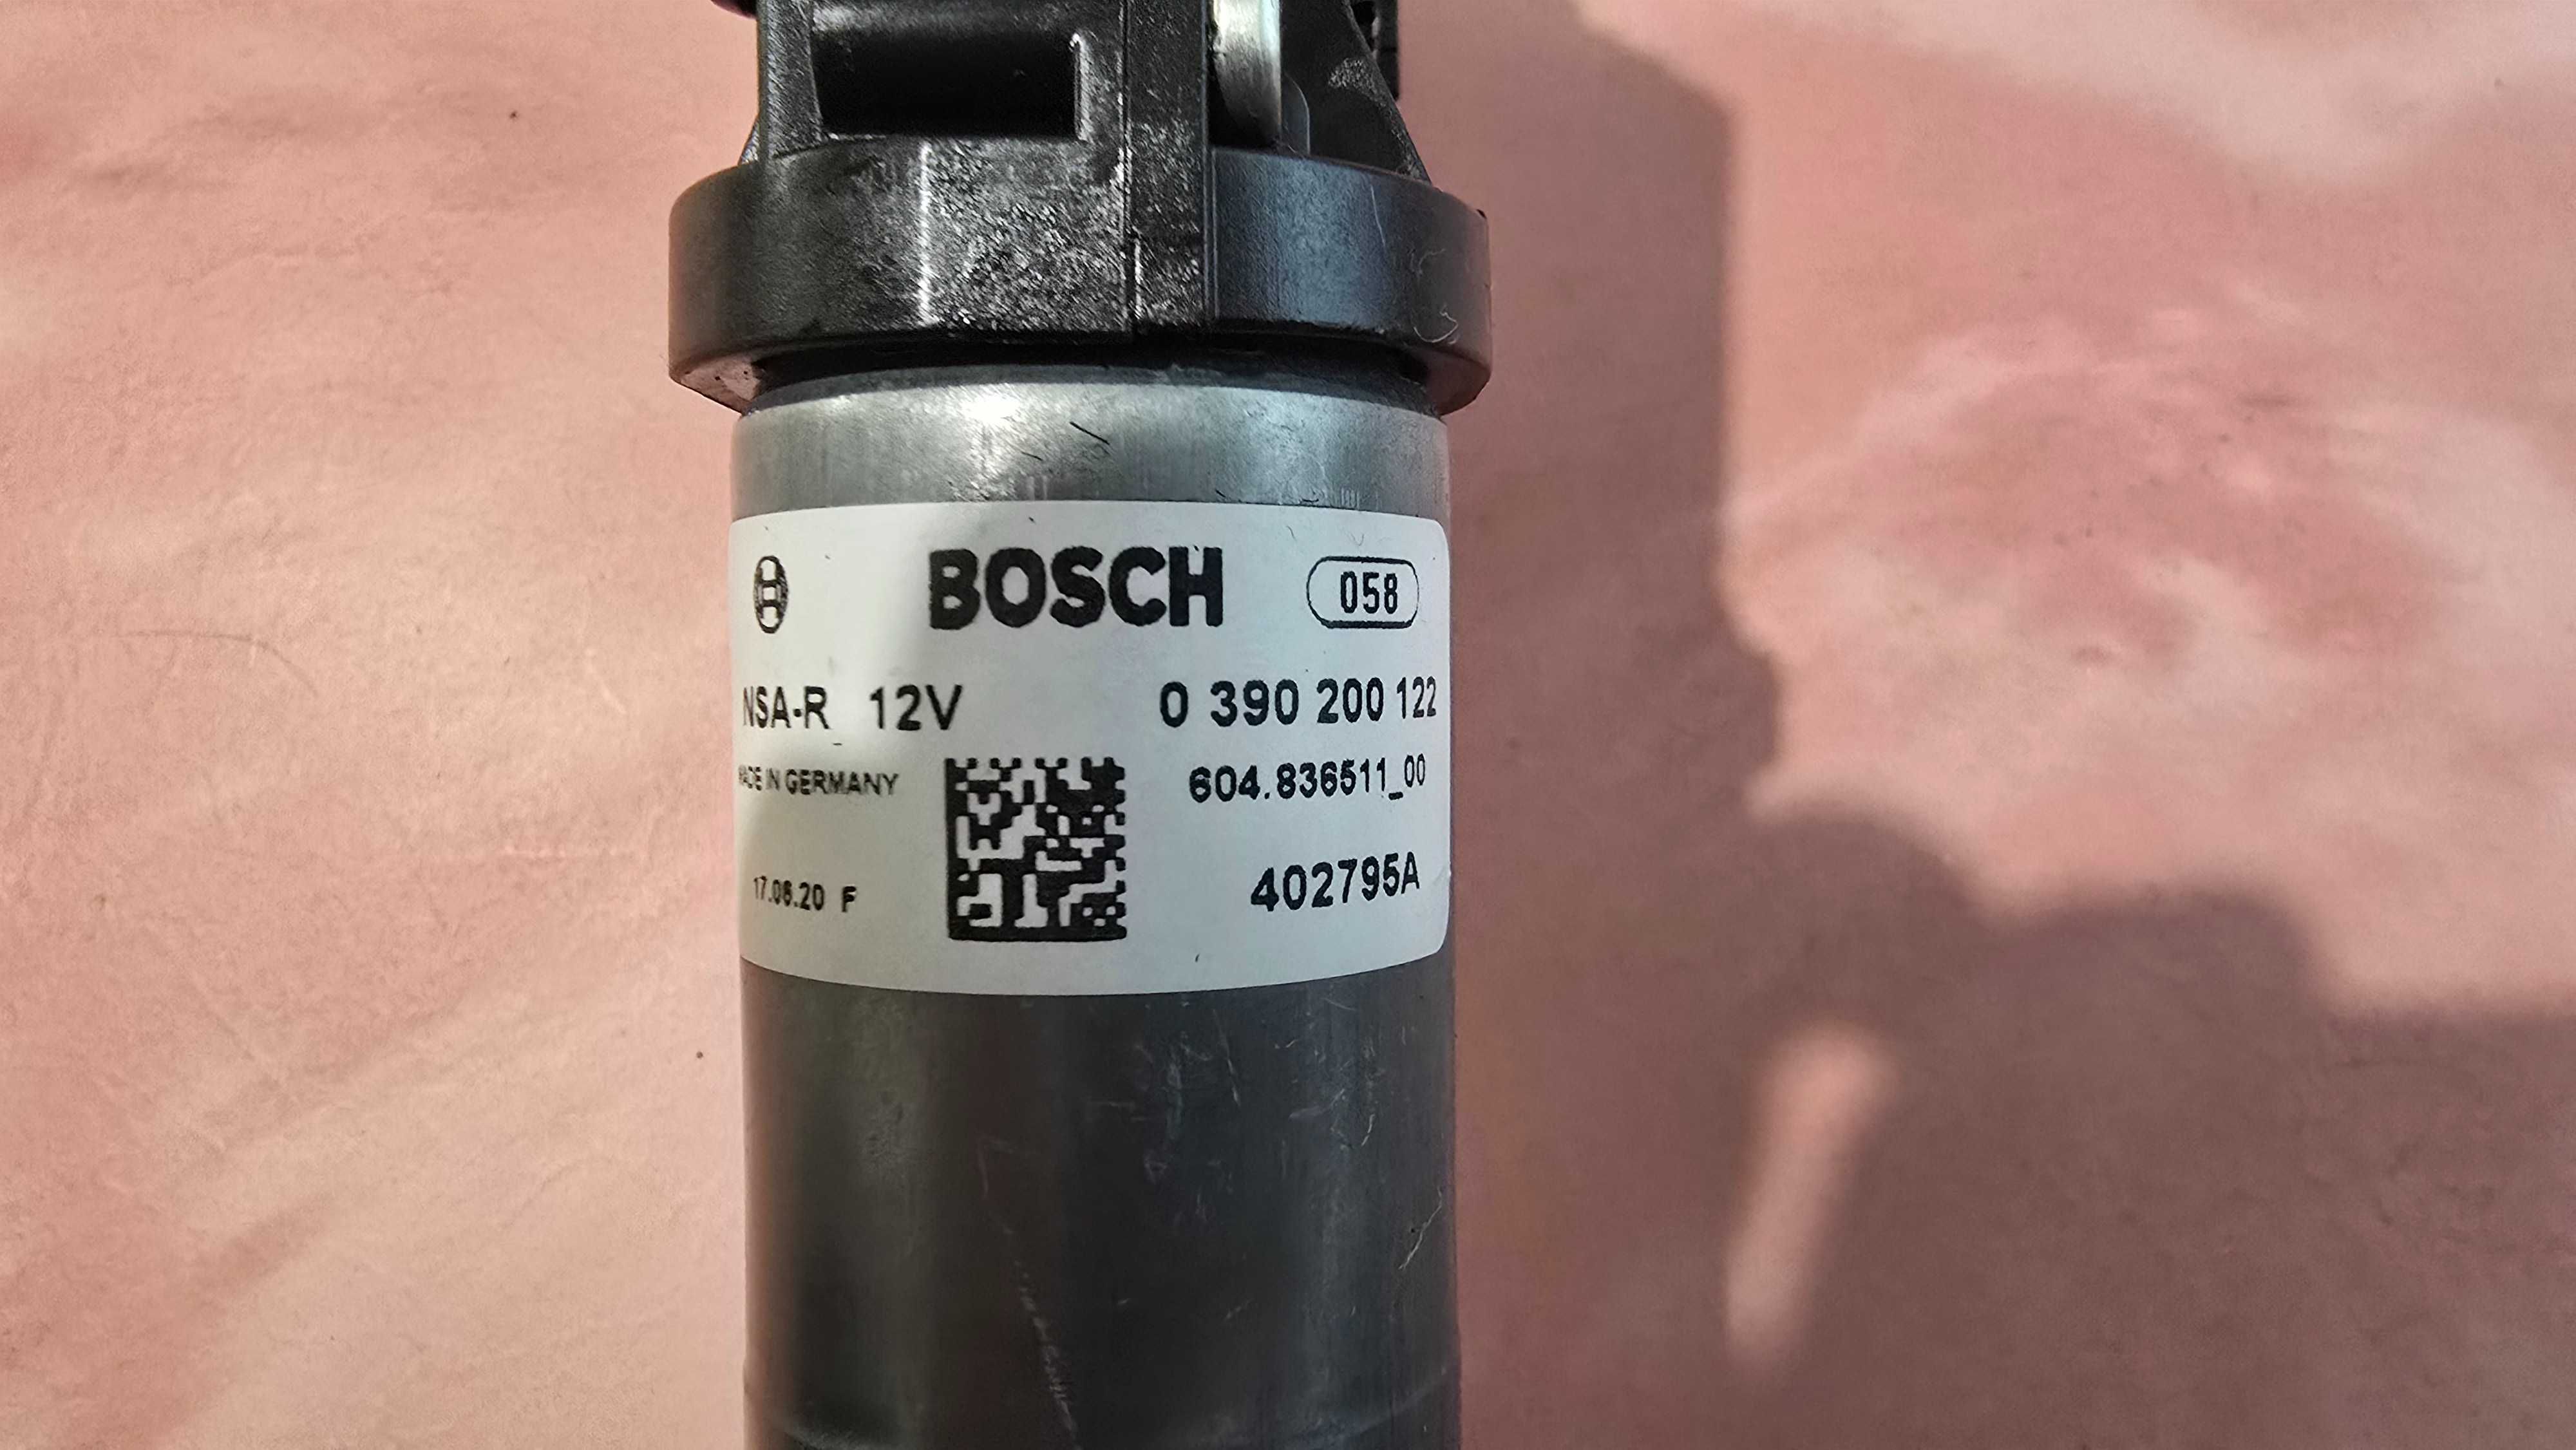 BOSCH 058
NSA-R 12V 0 390 200 122
MADE IN GERMANY 604.836511_00
17.06.20 F 402795A